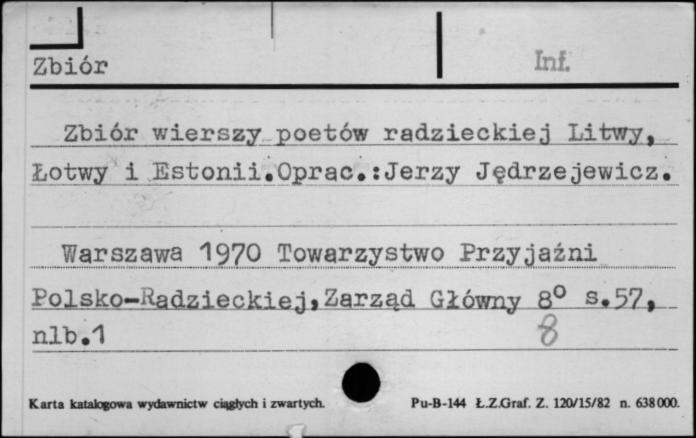 Zbiór Inf.
Zbiór wierszy poetów radzieckiej Litwy,
Łotwy i Estonii.Oprac.:Jerzy Jędrzejewicz.
Warszawa 1970 Towarzystwo Przyjaźni
Polsko-Radzieckiej,Zarząd Główny 8° s.57,
nlb.1 8
Karta katalogowa wydawnictw ciągłych i zwartych. Pu-B-144 Ł.Z.Graf. Z. 120/15/82 n. 638000.